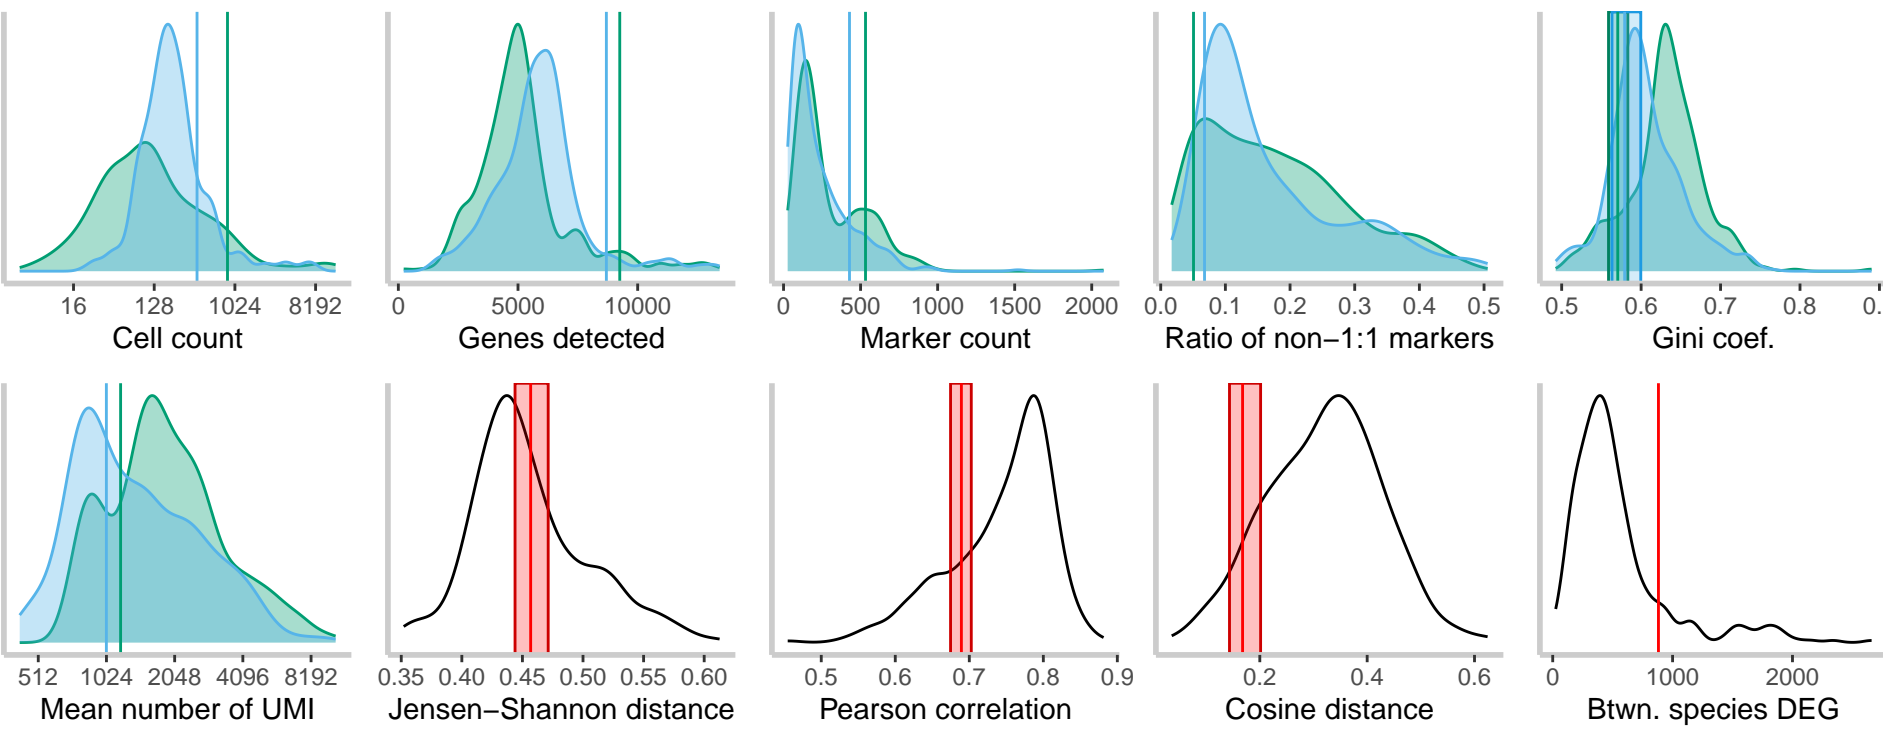 16 128 1024 8192
Cell count
0 5000 10000
Genes detected
0 500 1000 1500 2000
Marker count
0.0 0.1 0.2 0.3 0.4 0.5
Ratio of non−1:1 markers
0.5 0.6 0.7 0.8 0.
Gini coef.
512 1024 2048 4096 8192
Mean number of UMI
0.35 0.40 0.45 0.50 0.55 0.60
Jensen−Shannon distance
0.5 0.6 0.7 0.8 0.9
Pearson correlation
0.2 0.4 0.6
Cosine distance
0 1000 2000
Btwn. species DEG